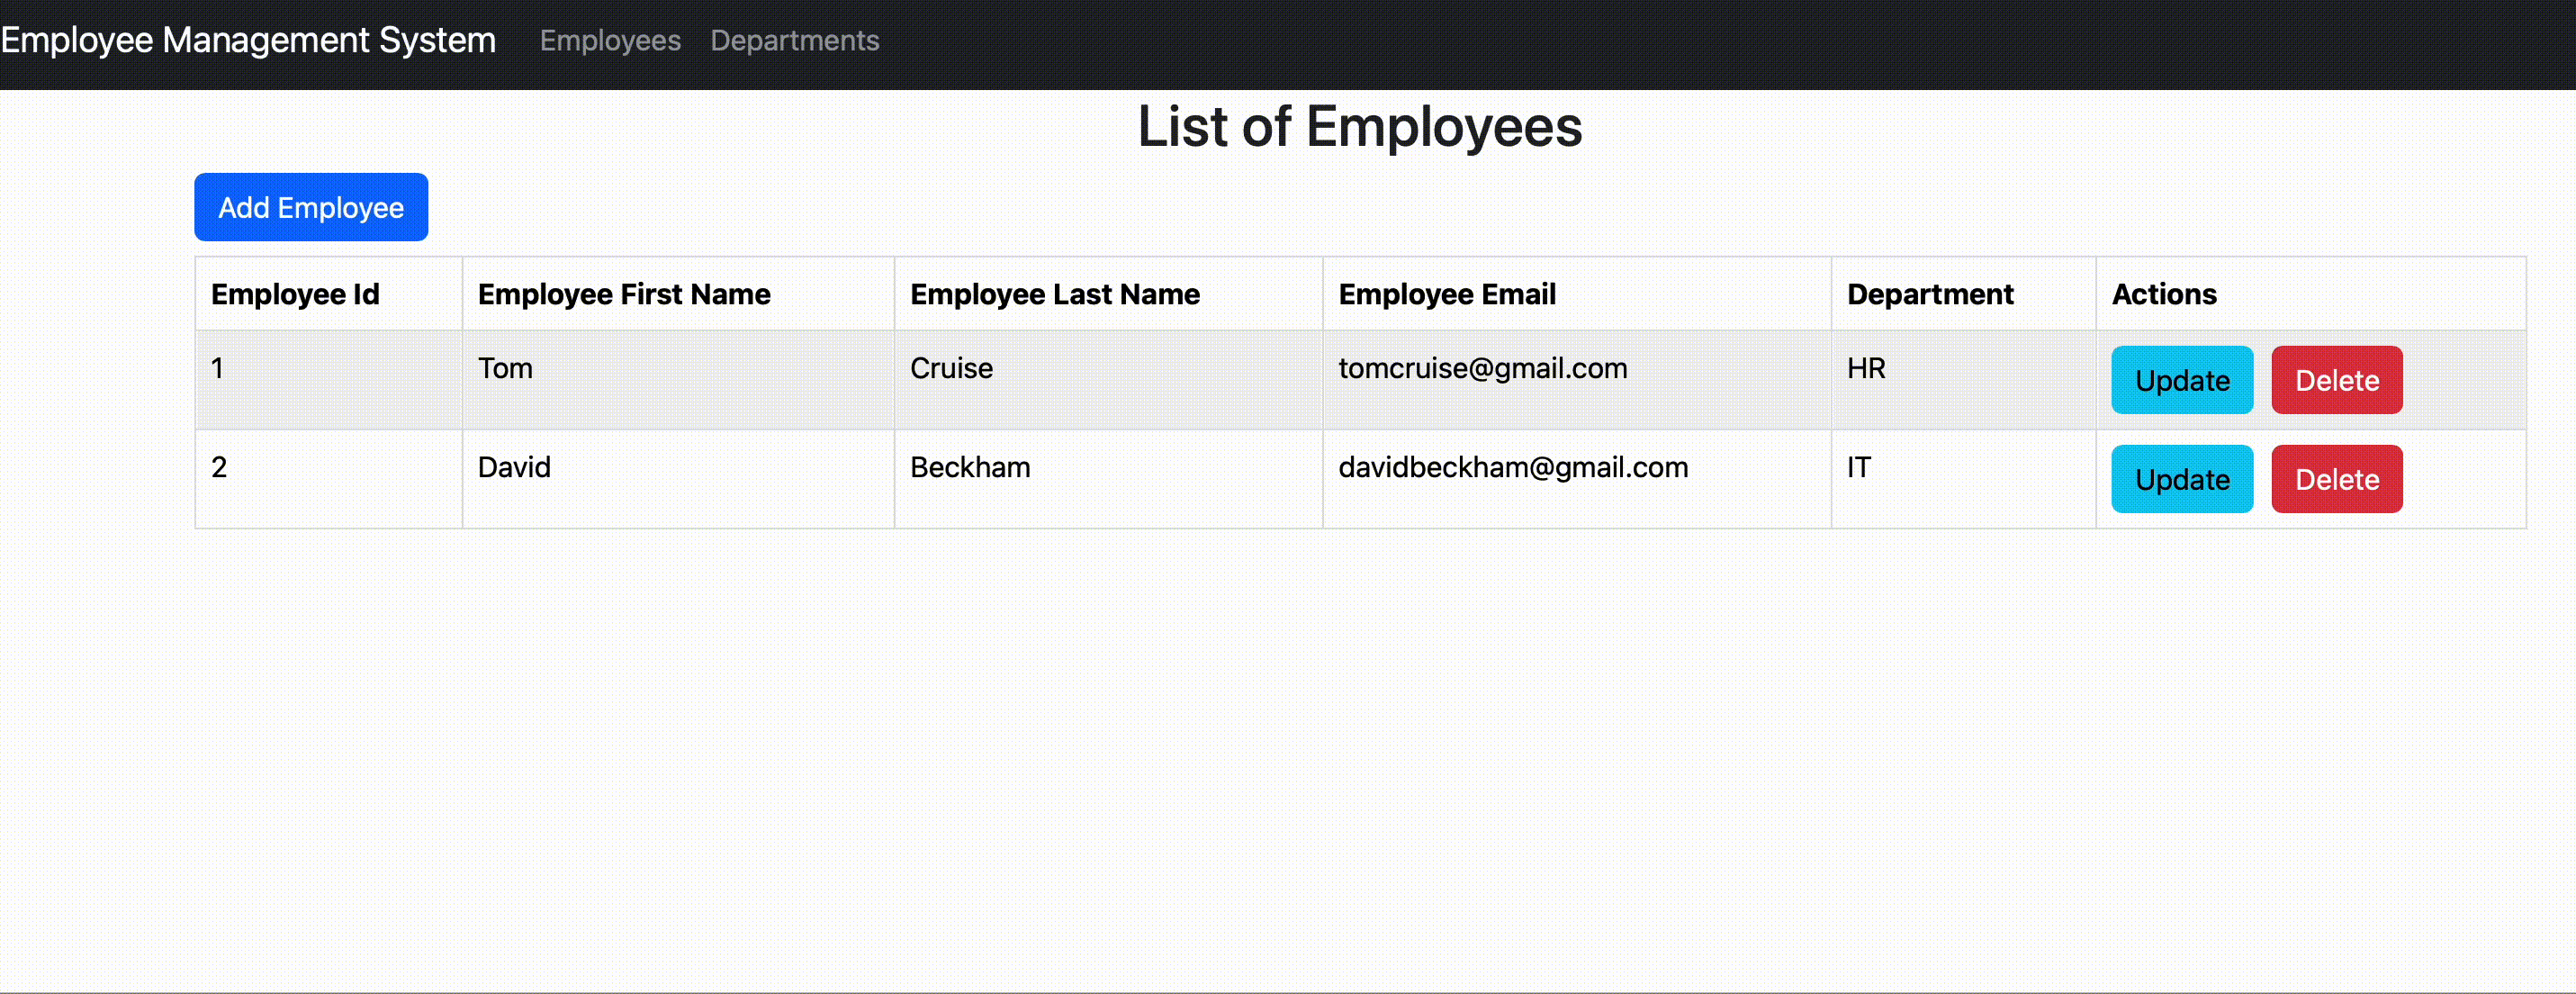 Employee Management System Employees Departments
List of Employees
Add Employee
Employee Id Employee First Name Employee Last Name Employee Email Department Actions
1 Tom Cruise tomcruise@gmail.com HR Update Delete
2 David Beckham davidbeckham@gmail.com IT Update Delete